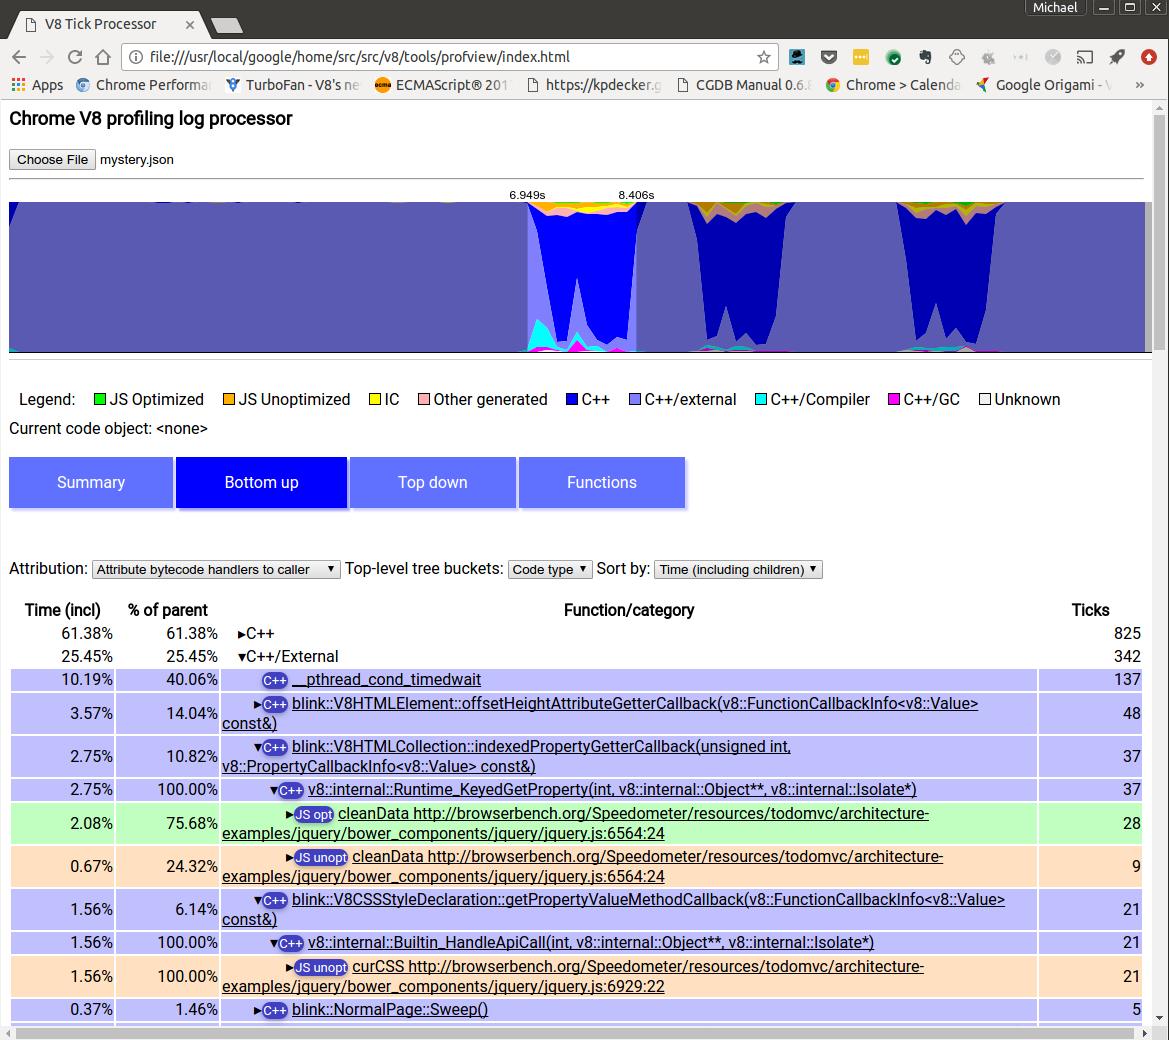 Michael
V8 Tick Processor
file:///usr/local/google/home/src/src/v8/tools/profview/index.html
Apps Chrome Performa TurboFan - V8's ne ECMAScript® 201 https://kpdecker.g CGDB Manual 0.6. Chrome > Calenda Google Origami - »
Chrome V8 profiling log processor
Choose File mystery.json
6.949s 8.406s
Legend: JS Optimized JS Unoptimized IC Other generated C++ C++/external C++/Compiler C++/GC Unknown
Current code object: <none>
Summary Bottom up Top down Functions
Attribution: Attribute bytecode handlers to caller Top-level tree buckets: Code type Sort by: Time (including children)
Time (incl) % of parent Function/category Ticks
61.38% 61.38% ▶C++ 825
25.45% 25.45% ▼C++/External 342
10.19% 40.06% C++ __pthread_cond_timedwait 137
3.57% 14.04% ▶C++ blink::V8HTMLElement::offsetHeightAttributeGetterCallback(v8::FunctionCallbackInfo<v8::Value> 48
const&)
2.75% 10.82% ▼C++ blink::V8HTMLCollection::indexedPropertyGetterCallback(unsigned int, 37
v8::PropertyCallbackInfo<v8::Value> const&)
2.75% 100.00% ▼C++ v8::internal::Runtime_KeyedGetProperty(int, v8::internal::Object**, v8::internal::Isolate*) 37
2.08% 75.68% ▶JS opt cleanData http://browserbench.org/Speedometer/resources/todomvc/architecture- 28
examples/jquery/bower_components/jquery/jquery.js:6564:24
0.67% 24.32% ▶JS unopt cleanData http://browserbench.org/Speedometer/resources/todomvc/architecture- 9
examples/jquery/bower_components/jquery/jquery.js:6564:24
1.56% 6.14% ▼C++ blink::V8CSSStyleDeclaration::getPropertyValueMethodCallback(v8::FunctionCallbackInfo<v8::Value> 21
const&)
1.56% 100.00% ▼C++ v8::internal::Builtin_HandleApiCall(int, v8::internal::Object**, v8::internal::Isolate*) 21
1.56% 100.00% ▶JS unopt curCSS http://browserbench.org/Speedometer/resources/todomvc/architecture- 21
examples/jquery/bower_components/jquery/jquery.js:6929:22
0.37% 1.46% ▶C++ blink::NormalPage::Sweep() 5